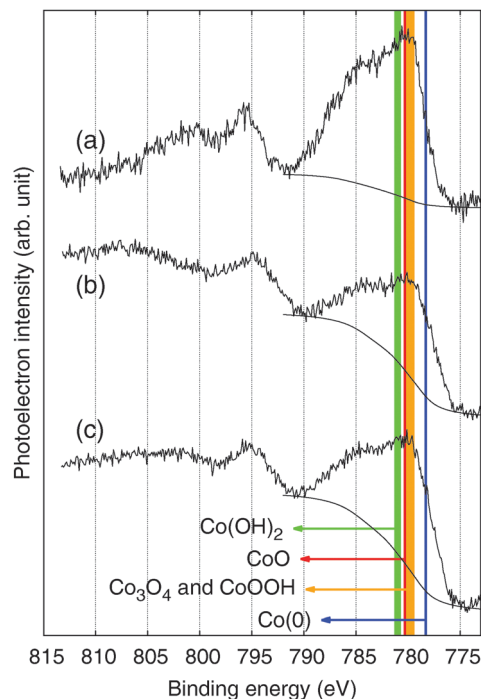 (a)
(b)
(c)
Co(OH)₂
CoO
Co₃O₄ and CoOOH
Co(0)
Photoelectron intensity (arb. unit)
815 810 805 800 795 790 785 780 775
Binding energy (eV)